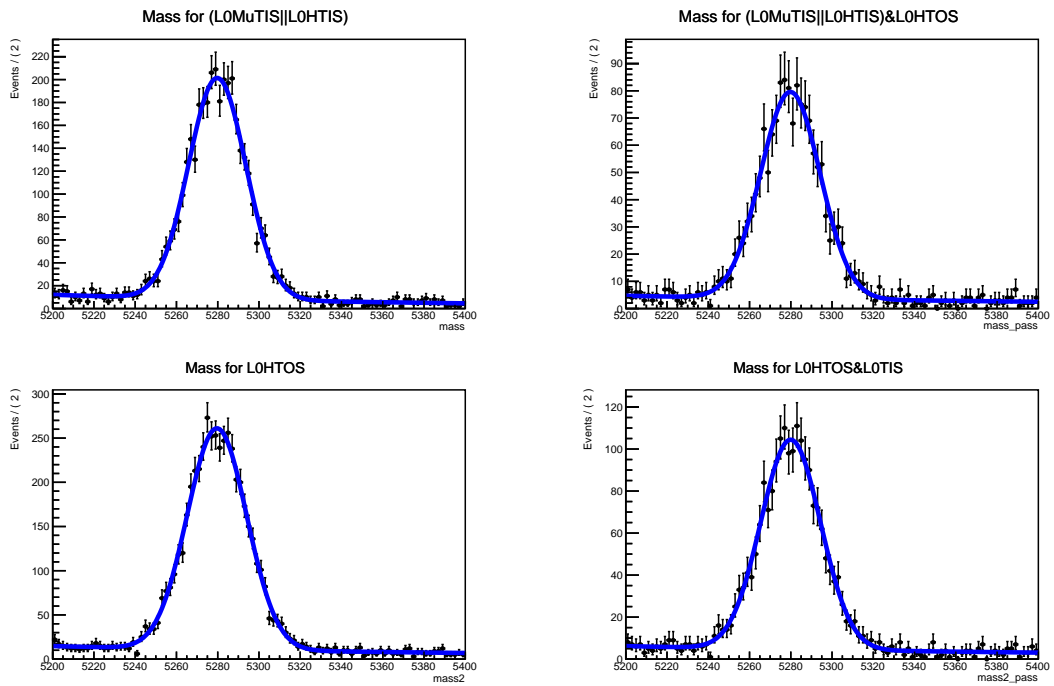 Mass for (L0MuTIS||L0HTIS)
Events / ( 2 )
220
200
180
160
140
120
100
80
60
40
20
0
5200 5220 5240 5260 5280 5300 5320 5340 5360 5380 5400
mass
Mass for (L0MuTIS||L0HTIS)&L0HTOS
Events / ( 2 )
90
80
70
60
50
40
30
20
10
0
5200 5220 5240 5260 5280 5300 5320 5340 5360 5380 5400
mass_pass
Mass for L0HTOS
Events / ( 2 )
300
250
200
150
100
50
0
5200 5220 5240 5260 5280 5300 5320 5340 5360 5380 5400
mass2
Mass for L0HTOS&L0TIS
Events / ( 2 )
120
100
80
60
40
20
0
5200 5220 5240 5260 5280 5300 5320 5340 5360 5380 5400
mass2_pass